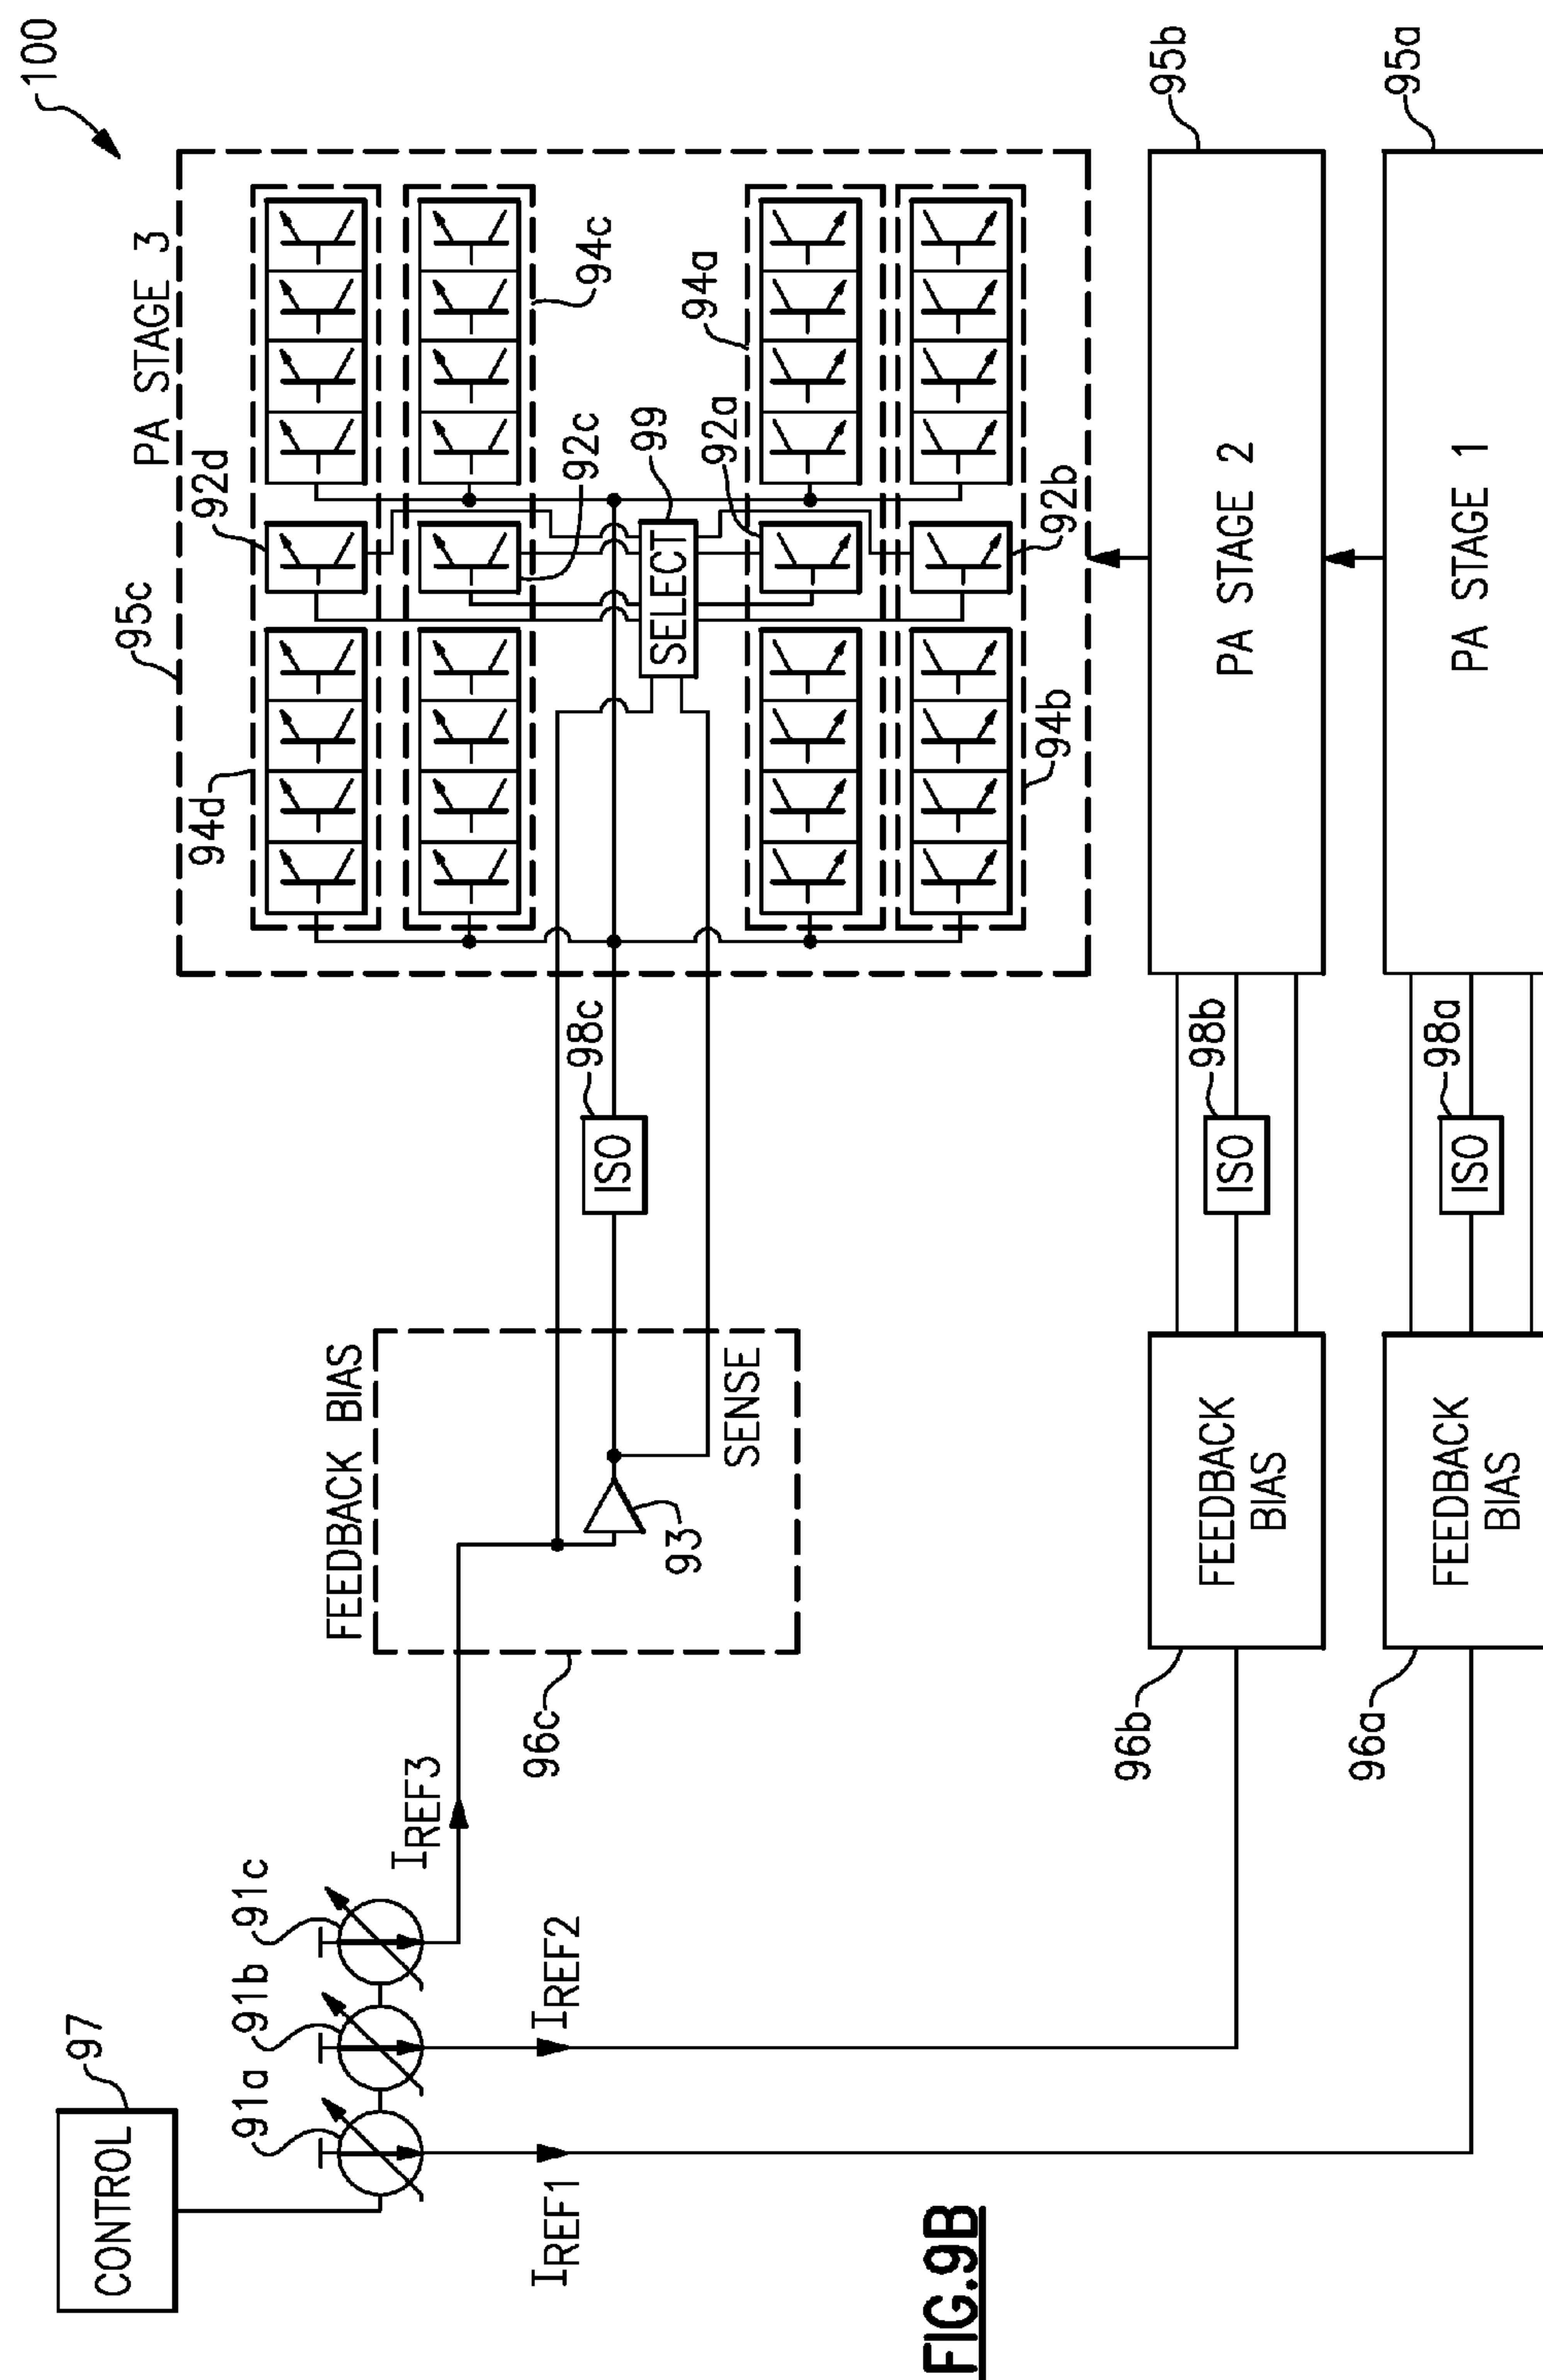 100
CONTROL
97
91a
91b
91c
IREF1
IREF2
IREF3
FEEDBACK BIAS
93
SENSE
96c
ISO
98c
95c
PA STAGE 3
94d
92d
94c
92c
99
SELECT
92a
94a
92b
94b
FEEDBACK
BIAS
96b
ISO
98b
PA STAGE 2
95b
FEEDBACK
BIAS
96a
ISO
98a
PA STAGE 1
95a
FIG.9B